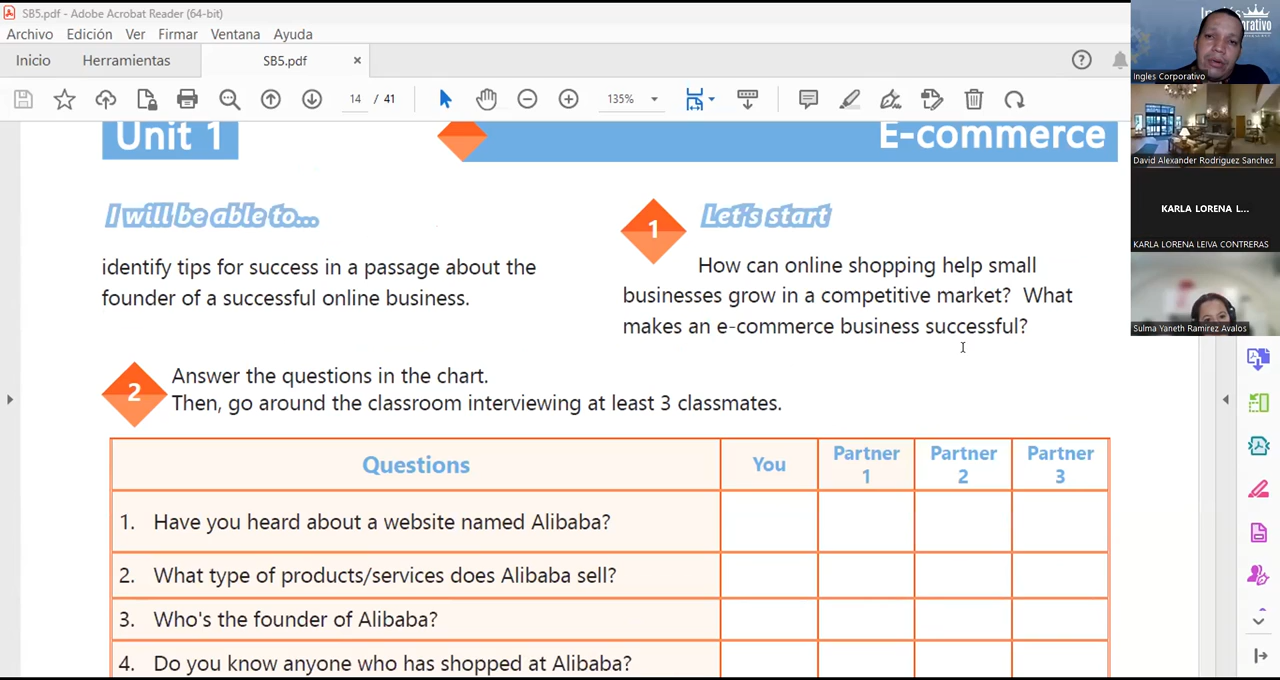 SB5.pdf - Adobe Acrobat Reader (64-bit)
Archivo Edición Ver Firmar Ventana Ayuda
Inicio Herramientas SB5.pdf ×
14 / 41 135%
Unit 1 E-commerce
I will be able to...
identify tips for success in a passage about the
founder of a successful online business.
1 Let's start
How can online shopping help small
businesses grow in a competitive market? What
makes an e-commerce business successful?
2 Answer the questions in the chart.
Then, go around the classroom interviewing at least 3 classmates.
Questions You Partner 1 Partner 2 Partner 3
1. Have you heard about a website named Alibaba?
2. What type of products/services does Alibaba sell?
3. Who's the founder of Alibaba?
4. Do you know anyone who has shopped at Alibaba?
Ingles Corporativo
David Alexander Rodriguez Sanchez
KARLA LORENA L...
KARLA LORENA LEIVA CONTRERAS
Sulma Yaneth Ramirez Avalos